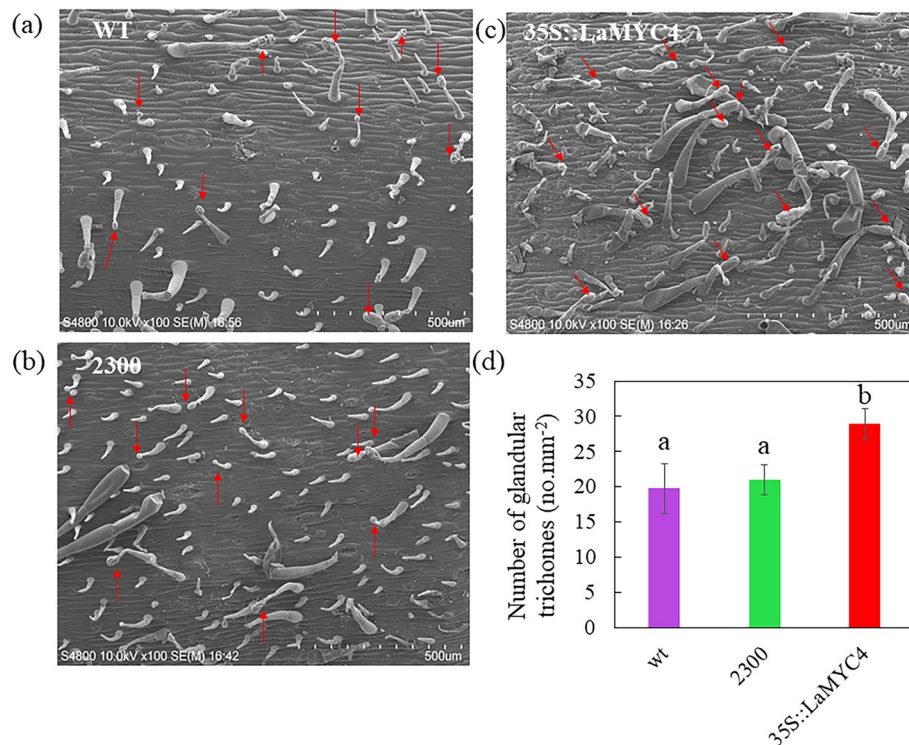 (a)
WT
S4800 10.0kV x100 SE(M) 16:56
500um
(b)
2300
S4800 10.0kV x100 SE(M) 16:42
500um
(c)
35S::LaMYC4
S4800 10.0kV x100 SE(M) 16:26
500um
(d)
Number of glandular
trichomes (no.mm-2)
35
30
25
20
15
10
5
0
a
a
b
wt
2300
35S::LaMYC4